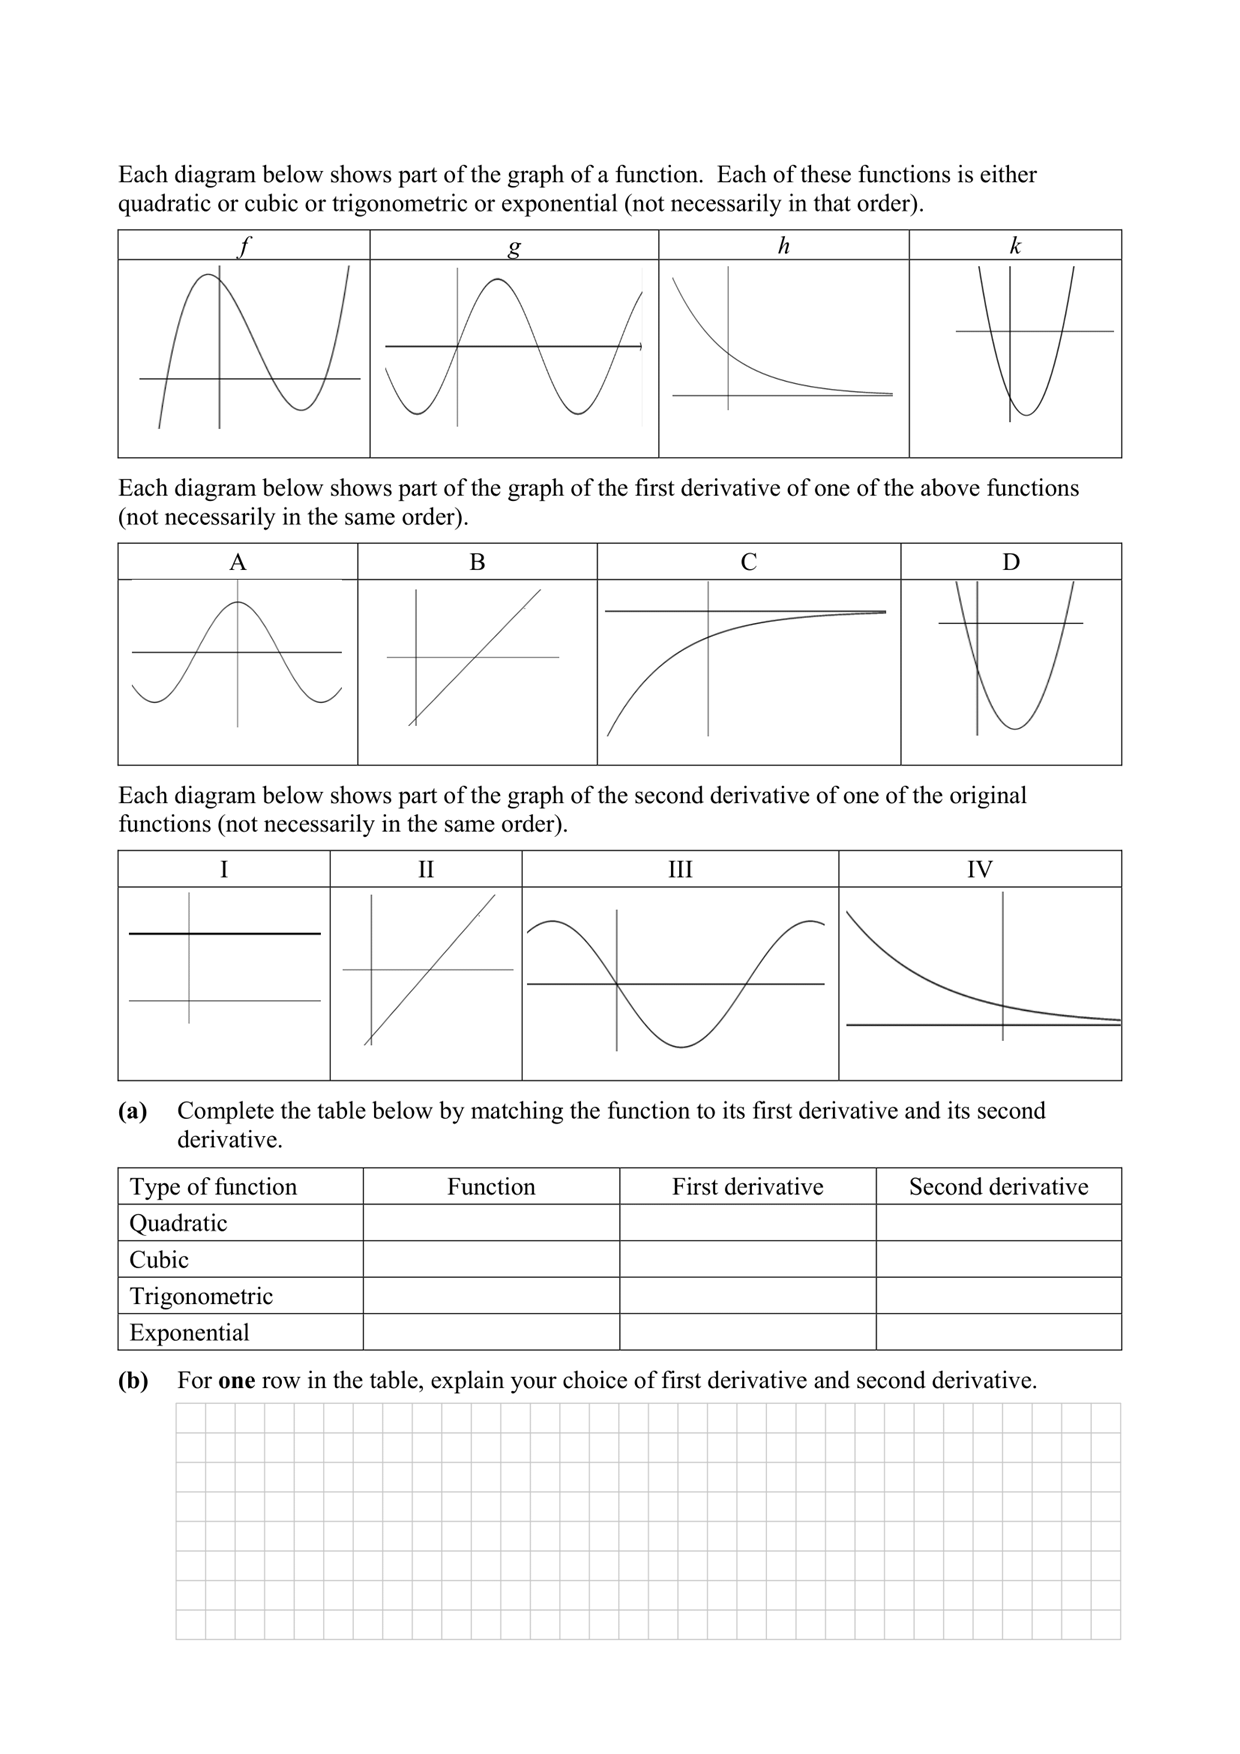 Each diagram below shows part of the graph of a function.  Each of these functions is either
quadratic or cubic or trigonometric or exponential (not necessarily in that order).
f g h k
Each diagram below shows part of the graph of the first derivative of one of the above functions
(not necessarily in the same order).
A B C D
Each diagram below shows part of the graph of the second derivative of one of the original
functions (not necessarily in the same order).
I II III IV
(a) Complete the table below by matching the function to its first derivative and its second
derivative.
Type of function Function First derivative Second derivative
Quadratic
Cubic
Trigonometric
Exponential
(b) For one row in the table, explain your choice of first derivative and second derivative.